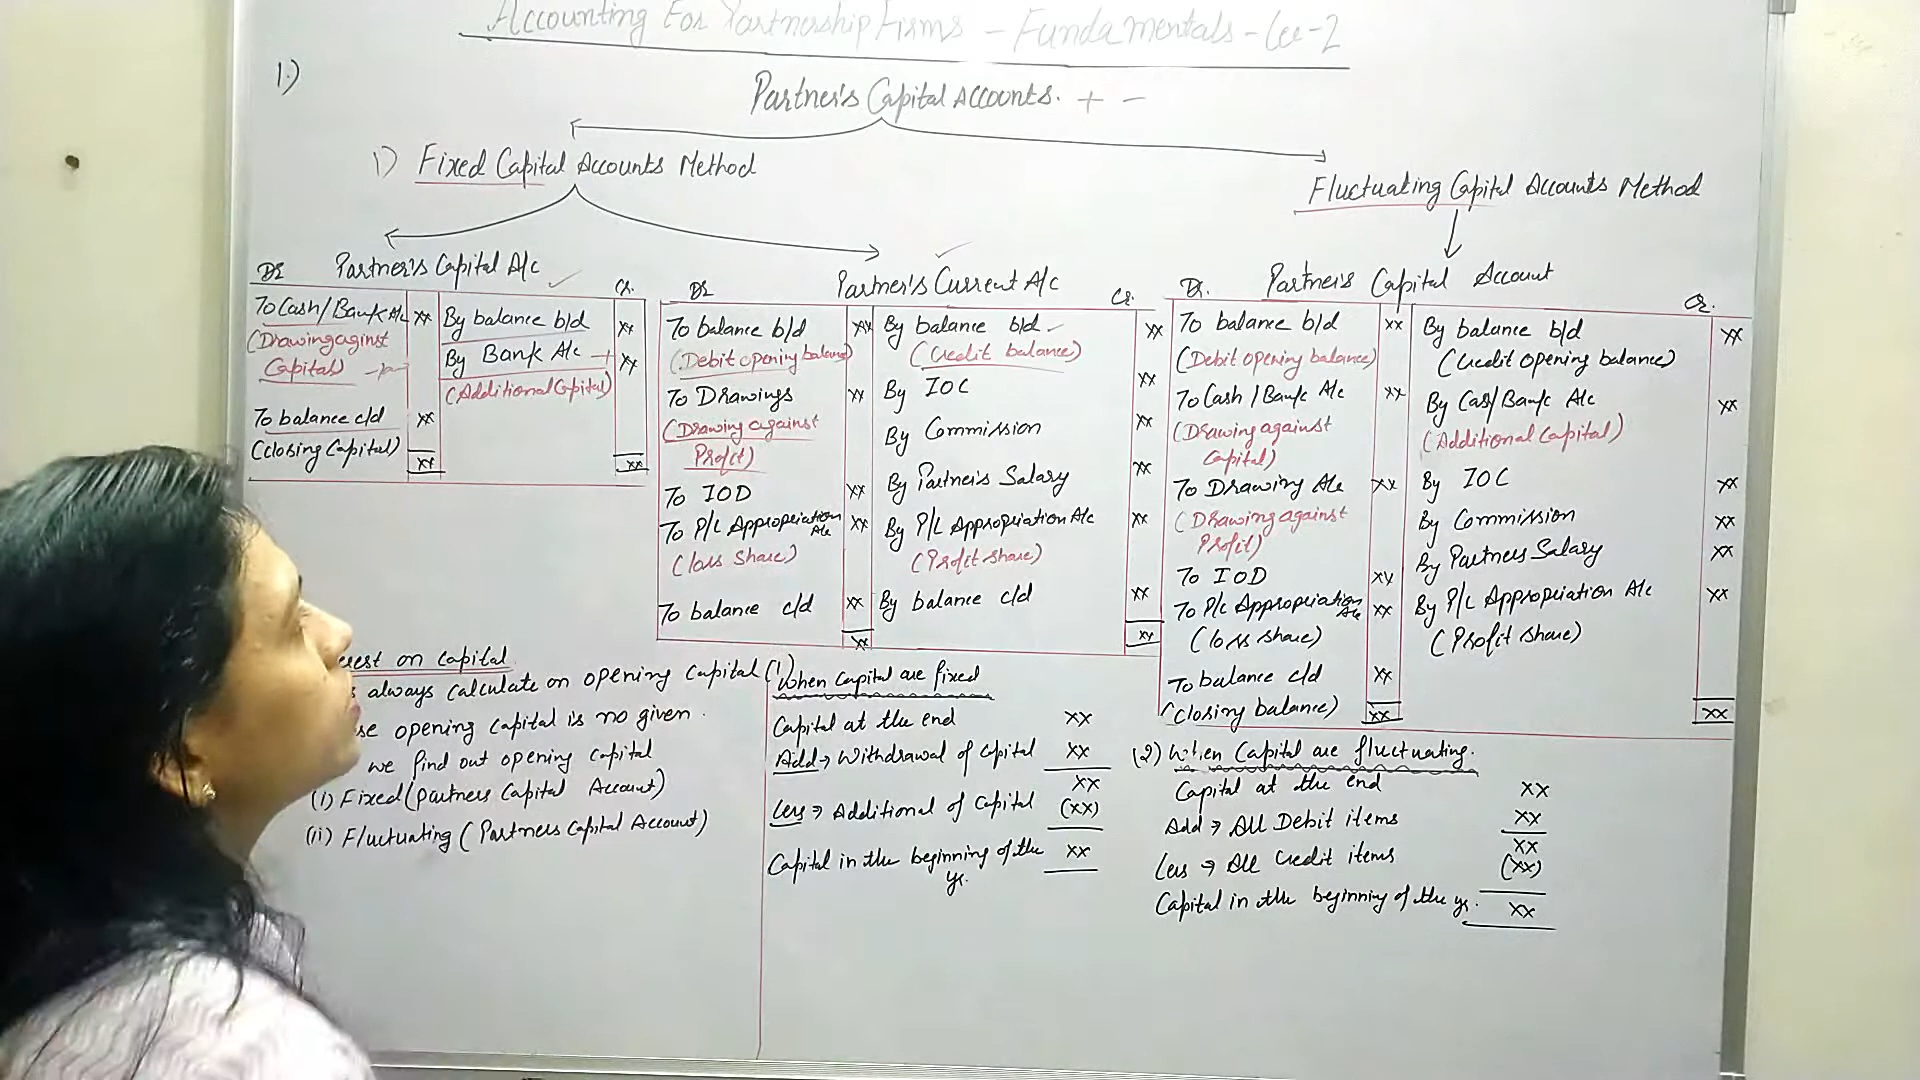 Accounting For Partnership Firms - Fundamentals - Lec-2
1.)
Partner's Capital Accounts. + -
1) Fixed Capital Accounts Method
Fluctuating Capital Accounts Method
Partner's Capital A/c
Dr
Cr.
To Cash/Bank A/c xx
(Drawing aginst
Capital)
To balance c/d xx
(Closing Capital)
xx
By balance b/d xx
By Bank A/c xx
(Additional Capital)
xx
Partner's Current A/c
Dr
Cr.
To balance b/d xx
(Debit opening balance)
To Drawings xx
(Drawing against
Profit)
To IOD xx
To P/L Appropriation A/c xx
(loss share)
To balance c/d xx
xx
By balance b/d xx
(Credit balance)
By IOC xx
By Commission xx
By Partner's Salary xx
By P/L Appropriation A/c xx
(Profit share)
By balance c/d xx
xx
Partner's Capital Account
Dr.
Cr.
To balance b/d xx
(Debit opening balance)
To Cash / Bank A/c xx
(Drawing against
Capital)
To Drawing A/c xx
(Drawing against
Profit)
To IOD xx
To P/L Appropriation A/c xx
(loss share)
To balance c/d xx
(Closing balance)
xx
By balance b/d xx
(Credit opening balance)
By Cash/Bank A/c xx
(Additional Capital)
By IOC xx
By Commission xx
By Partners Salary xx
By P/L Appropriation A/c xx
(Profit share)
xx
on capital
always calculate on opening capital
opening capital is no given.
we find out opening capital
(i) Fixed (Partners Capital Account)
(ii) Fluctuating (Partners Capital Account)
(1) When Capital are fixed
Capital at the end xx
Add → Withdrawal of capital xx
xx
Less → Additional of Capital (xx)
Capital in the beginning of the yr. xx
(2) When Capital are fluctuating.
Capital at the end xx
Add → All Debit items xx
xx
Less → All Credit items (xx)
Capital in the beginning of the yr. xx